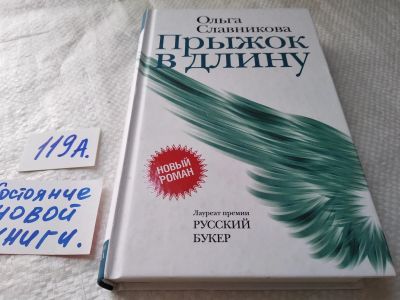 Ольга
Славникова
Прыжок
в длину
НОВЫЙ
РОМАН
Лауреат премии
РУССКИЙ
БУКЕР
119А.
Состояние
новой
книги.